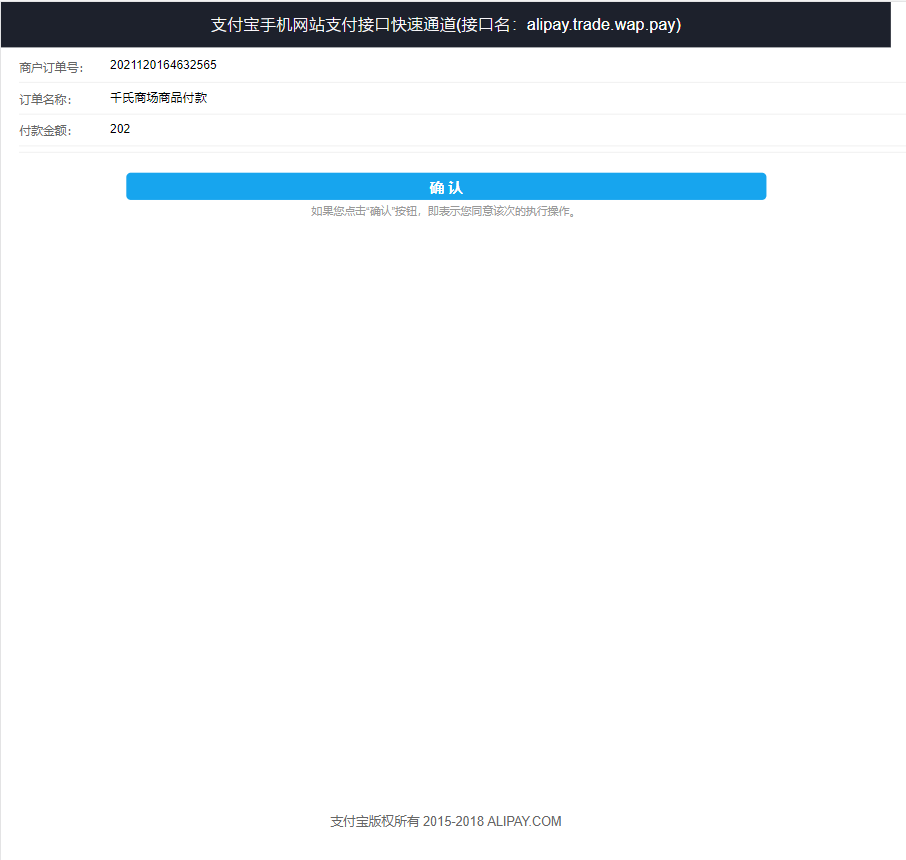 支付宝手机网站支付接口快速通道(接口名：alipay.trade.wap.pay)
商户订单号： 2021120164632565
订单名称： 千氏商场商品付款
付款金额： 202
确 认
如果您点击“确认”按钮，即表示您同意该次的执行操作。
支付宝版权所有 2015-2018 ALIPAY.COM